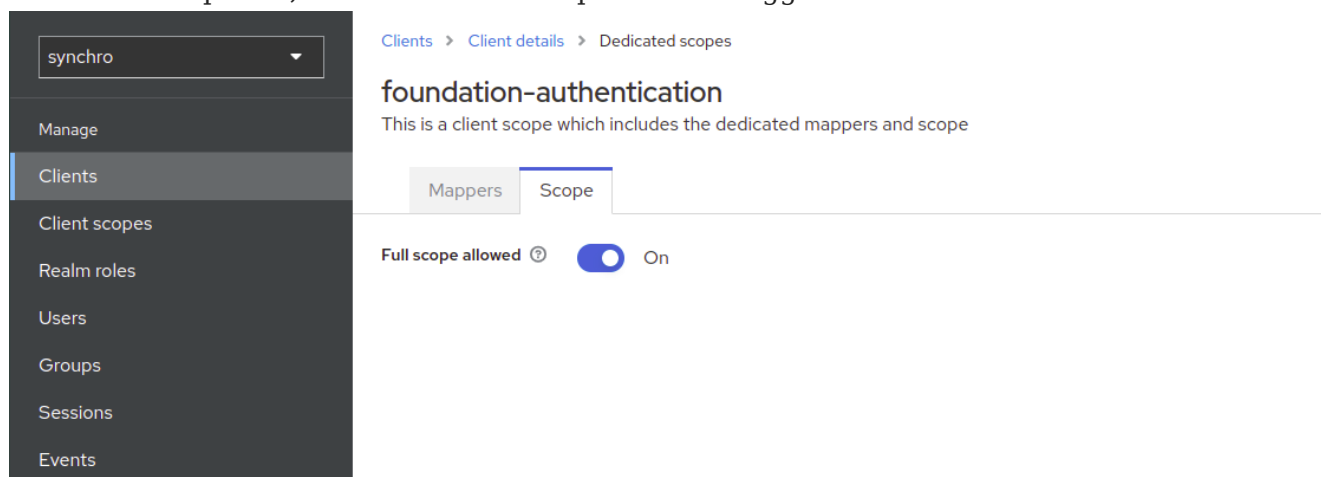 synchro
Manage
Clients
Client scopes
Realm roles
Users
Groups
Sessions
Events
Clients > Client details > Dedicated scopes
foundation-authentication
This is a client scope which includes the dedicated mappers and scope
Mappers
Scope
Full scope allowed ? On